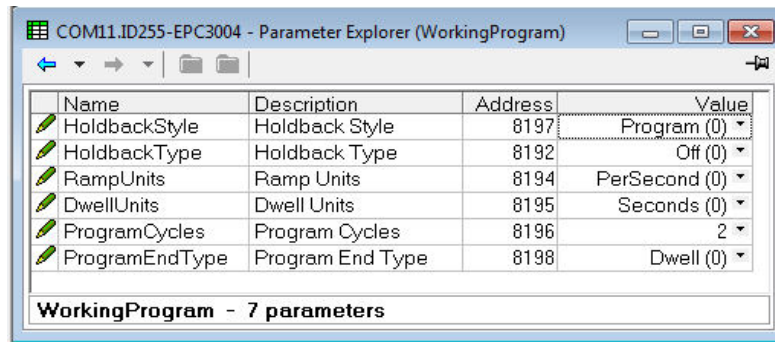 COM11.ID255-EPC3004 - Parameter Explorer (WorkingProgram)
Name Description Address Value
HoldbackStyle Holdback Style 8197 Program (0)
HoldbackType Holdback Type 8192 Off (0)
RampUnits Ramp Units 8194 PerSecond (0)
DwellUnits Dwell Units 8195 Seconds (0)
ProgramCycles Program Cycles 8196 2
ProgramEndType Program End Type 8198 Dwell (0)
WorkingProgram - 7 parameters